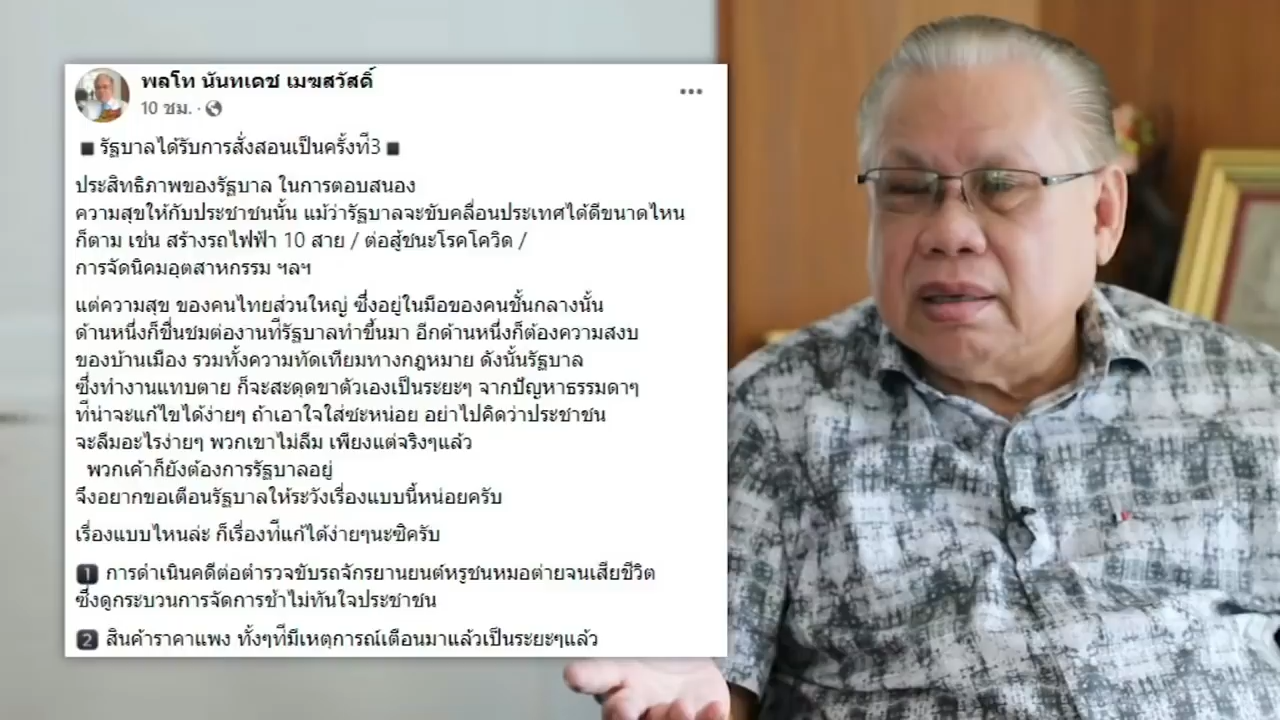 พลโท นันทเดช เมฆสวัสดิ์
10 ชม. ·
▪ รัฐบาลได้รับการสั่งสอนเป็นครั้งที่3 ▪
ประสิทธิภาพของรัฐบาล ในการตอบสนอง
ความสุขให้กับประชาชนนั้น แม้ว่ารัฐบาลจะขับคลื่อนประเทศได้ดีขนาดไหน
ก็ตาม เช่น สร้างรถไฟฟ้า 10 สาย / ต่อสู้ชนะโรคโควิด /
การจัดนิคมอุตสาหกรรม ฯลฯ
แต่ความสุข ของคนไทยส่วนใหญ่ ซึ่งอยู่ในมือของคนชั้นกลางนั้น
ด้านหนึ่งก็ชื่นชมต่องานที่รัฐบาลทำขึ้นมา อีกด้านหนึ่งก็ต้องความสงบ
ของบ้านเมือง รวมทั้งความทัดเทียมทางกฎหมาย ดังนั้นรัฐบาล
ซึ่งทำงานแทบตาย ก็จะสะดุดขาตัวเองเป็นระยะๆ จากปัญหาธรรมดาๆ
ที่น่าจะแก้ไขได้ง่ายๆ ถ้าเอาใจใส่ซะหน่อย อย่าไปคิดว่าประชาชน
จะลืมอะไรง่ายๆ พวกเขาไม่ลืม เพียงแต่จริงๆแล้ว
พวกเค้าก็ยังต้องการรัฐบาลอยู่
จึงอยากขอเตือนรัฐบาลให้ระวังเรื่องแบบนี้หน่อยครับ
เรื่องแบบไหนล่ะ ก็เรื่องที่แก้ได้ง่ายๆนะซิครับ
1 การดำเนินคดีต่อตำรวจขับรถจักรยานยนต์หรูชนหมอต่ายจนเสียชีวิต
ซึ่งดูกระบวนการจัดการช้าไม่ทันใจประชาชน
2 สินค้าราคาแพง ทั้งๆที่มีเหตุการณ์เตือนมาแล้วเป็นระยะๆแล้ว